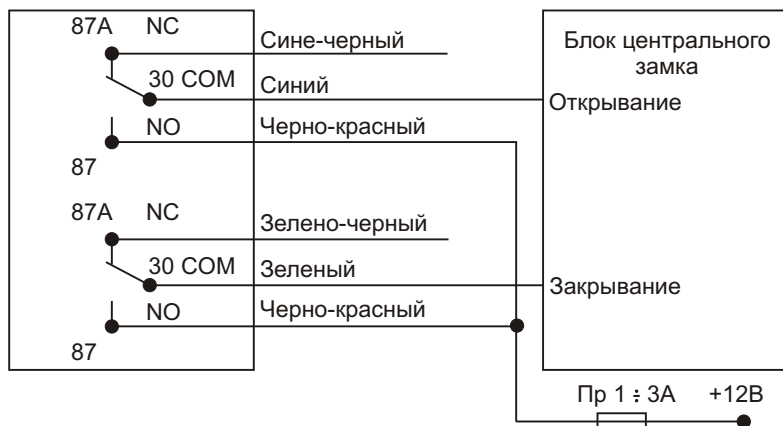 87A NC
Сине-черный
Блок центрального
замка
30 COM
Синий
Открывание
NO
Черно-красный
87
87A NC
Зелено-черный
30 COM
Зеленый
Закрывание
NO
Черно-красный
87
Пр 1 ÷ 3А +12В